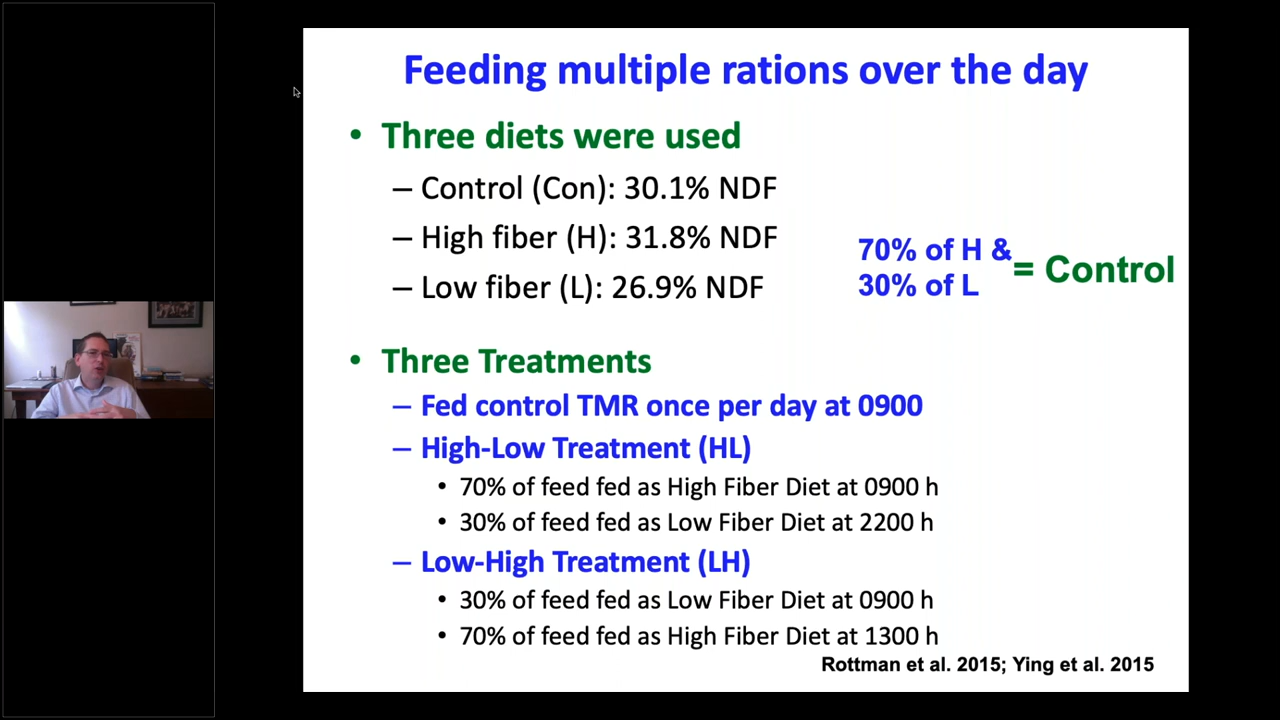 Feeding multiple rations over the day
• Three diets were used
– Control (Con): 30.1% NDF
– High fiber (H): 31.8% NDF
– Low fiber (L): 26.9% NDF
70% of H &
30% of L
= Control
• Three Treatments
– Fed control TMR once per day at 0900
– High-Low Treatment (HL)
• 70% of feed fed as High Fiber Diet at 0900 h
• 30% of feed fed as Low Fiber Diet at 2200 h
– Low-High Treatment (LH)
• 30% of feed fed as Low Fiber Diet at 0900 h
• 70% of feed fed as High Fiber Diet at 1300 h
Rottman et al. 2015; Ying et al. 2015